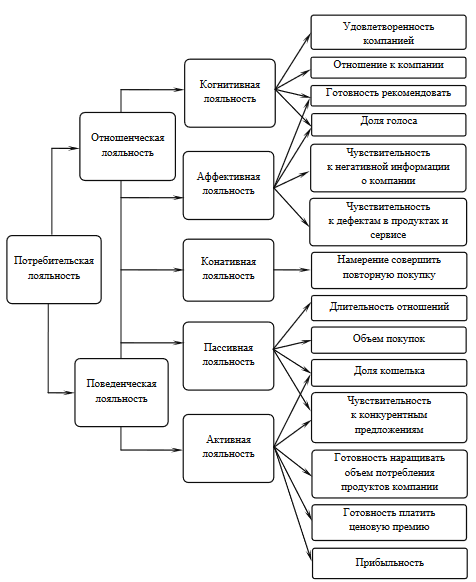 Потребительская
лояльность
Отношенческая
лояльность
Поведенческая
лояльность
Когнитивная
лояльность
Аффективная
лояльность
Конативная
лояльность
Пассивная
лояльность
Активная
лояльность
Удовлетворенность
компанией
Отношение к компании
Готовность рекомендовать
Доля голоса
Чувствительность
к негативной информации
о компании
Чувствительность
к дефектам в продуктах и
сервисе
Намерение совершить
повторную покупку
Длительность отношений
Объем покупок
Доля кошелька
Чувствительность
к конкурентным
предложениям
Готовность наращивать
объем потребления
продуктов компании
Готовность платить
ценовую премию
Прибыльность